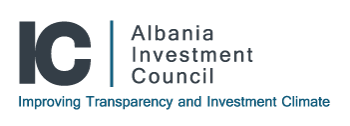 IC
Albania
Investment
Council
Improving Transparency and Investment Climate